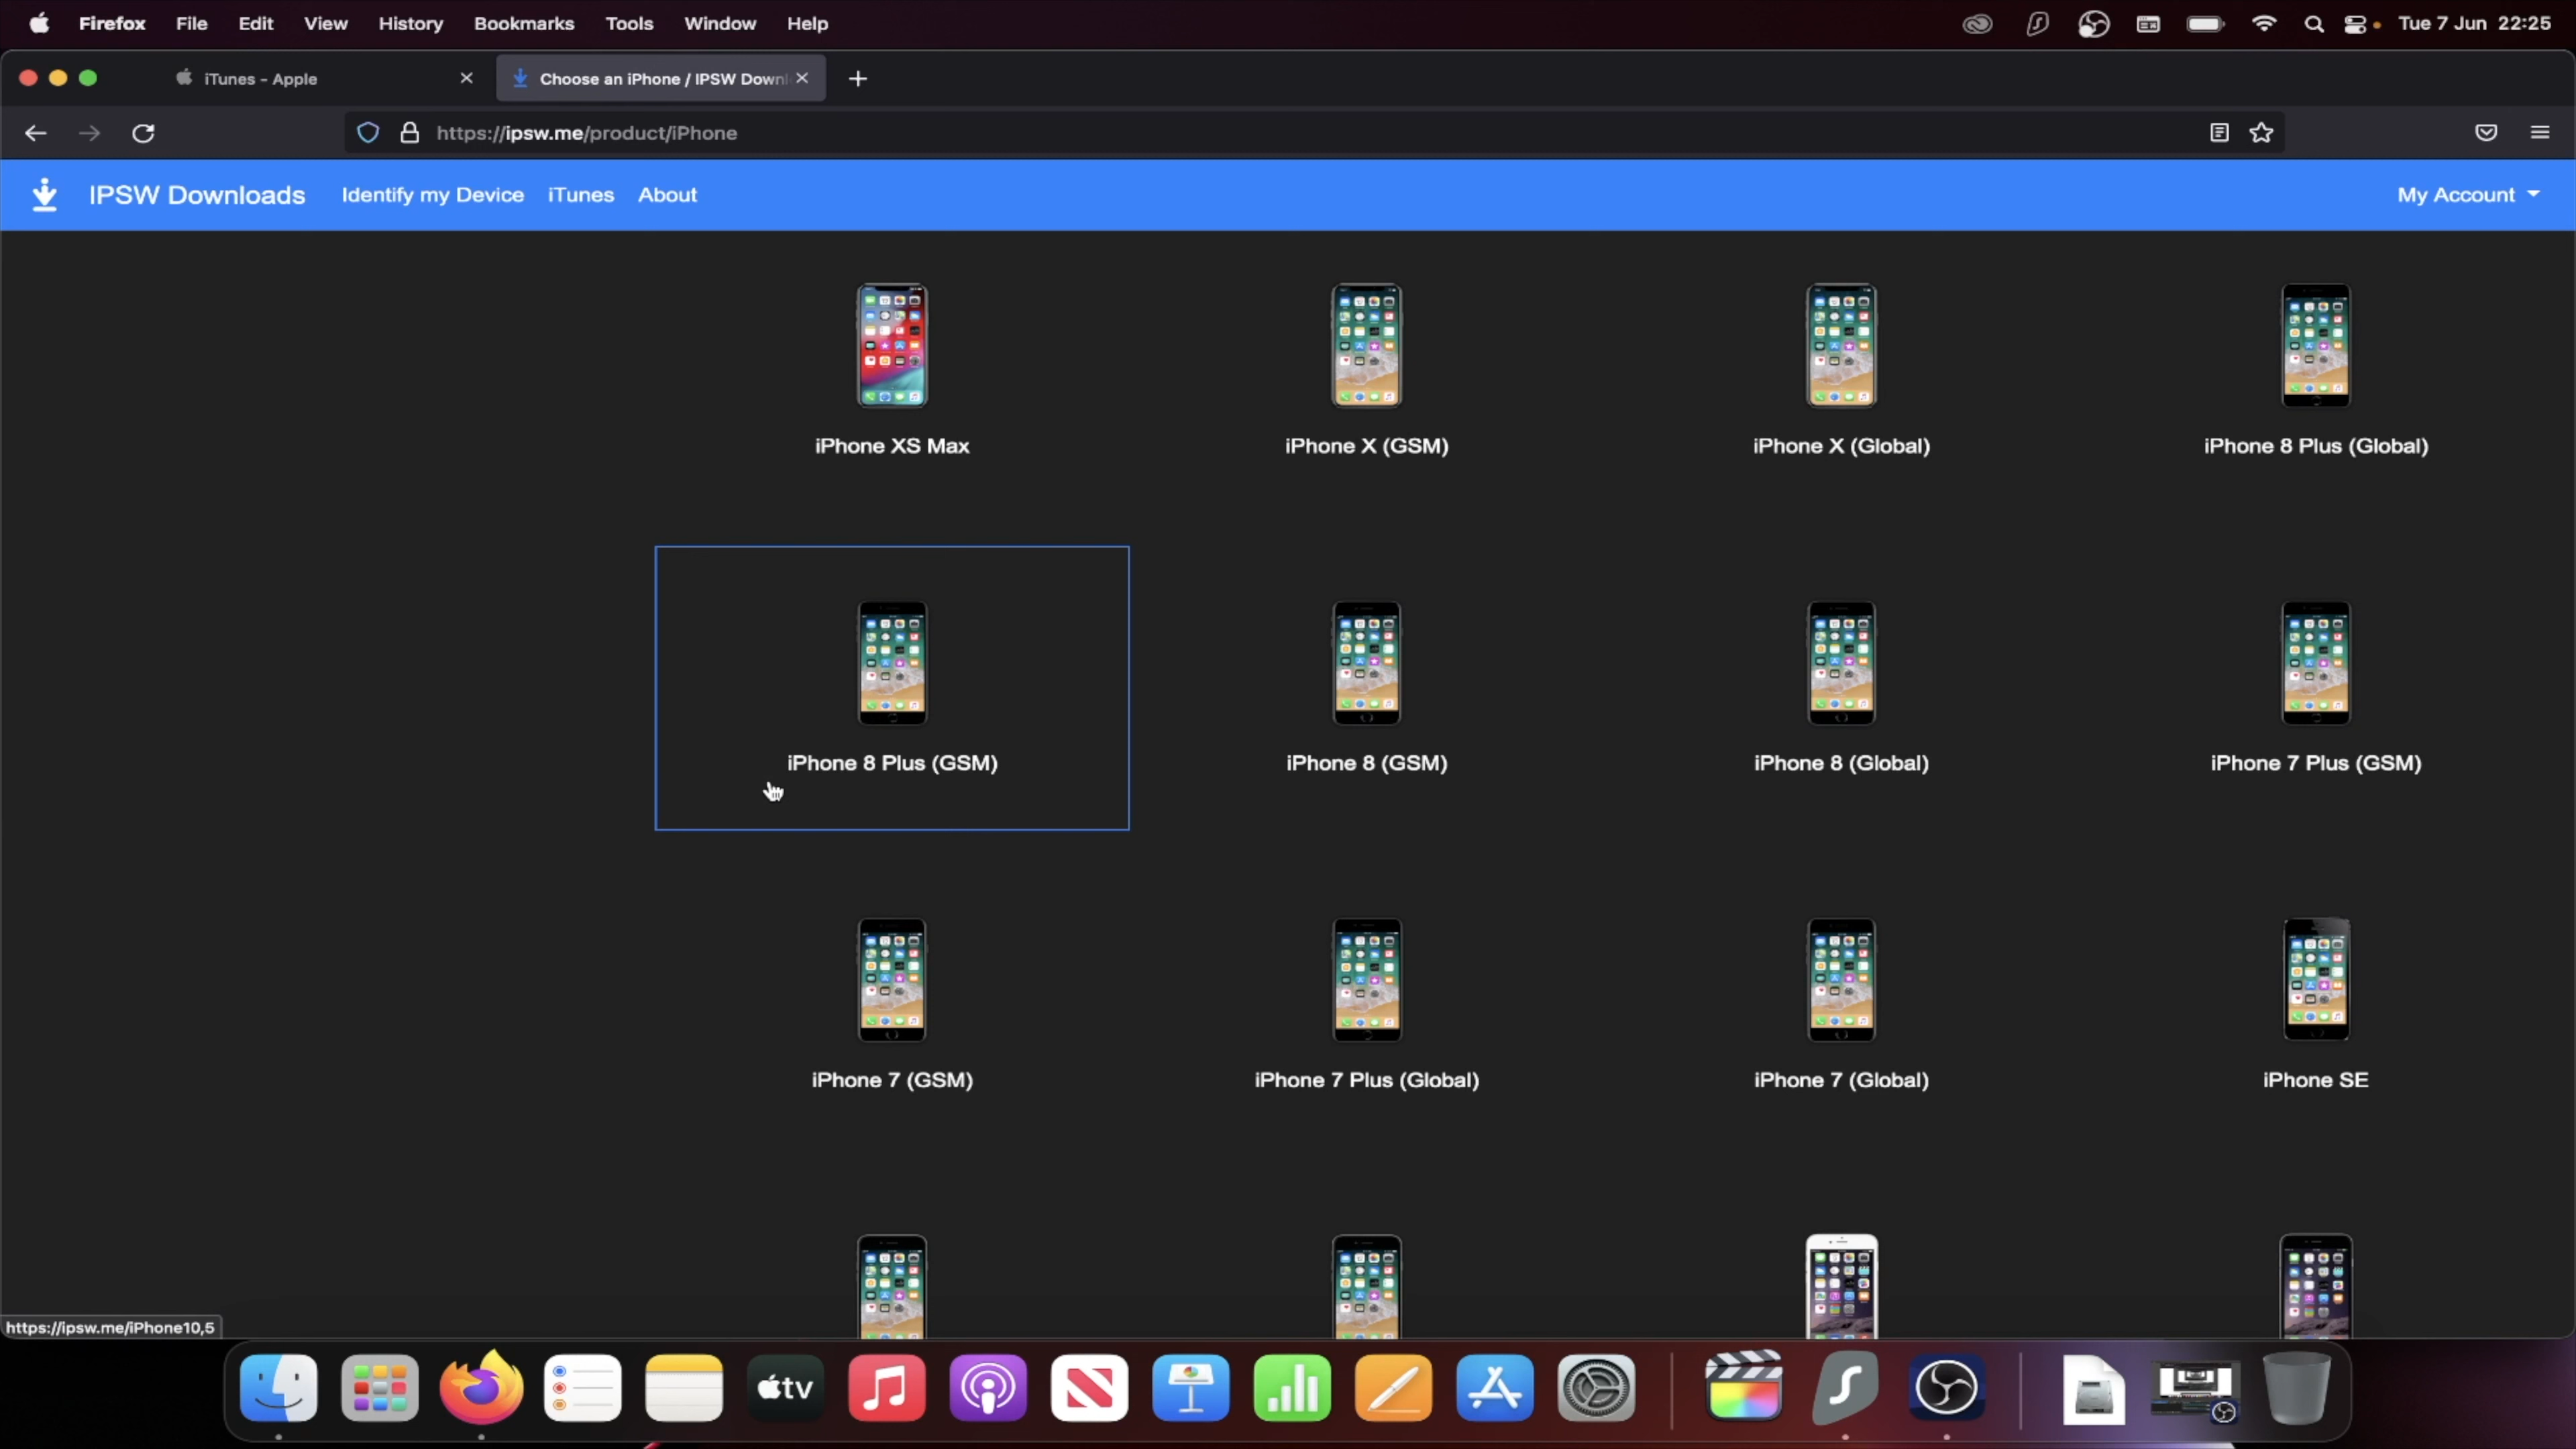 Firefox File Edit View History Bookmarks Tools Window Help Tue 7 Jun 22:25
iTunes – Apple Choose an iPhone / IPSW Downl
https://ipsw.me/product/iPhone
IPSW Downloads Identify my Device iTunes About My Account
iPhone XS Max iPhone X (GSM) iPhone X (Global) iPhone 8 Plus (Global)
iPhone 8 Plus (GSM) iPhone 8 (GSM) iPhone 8 (Global) iPhone 7 Plus (GSM)
iPhone 7 (GSM) iPhone 7 Plus (Global) iPhone 7 (Global) iPhone SE
https://ipsw.me/iPhone10,5
tv